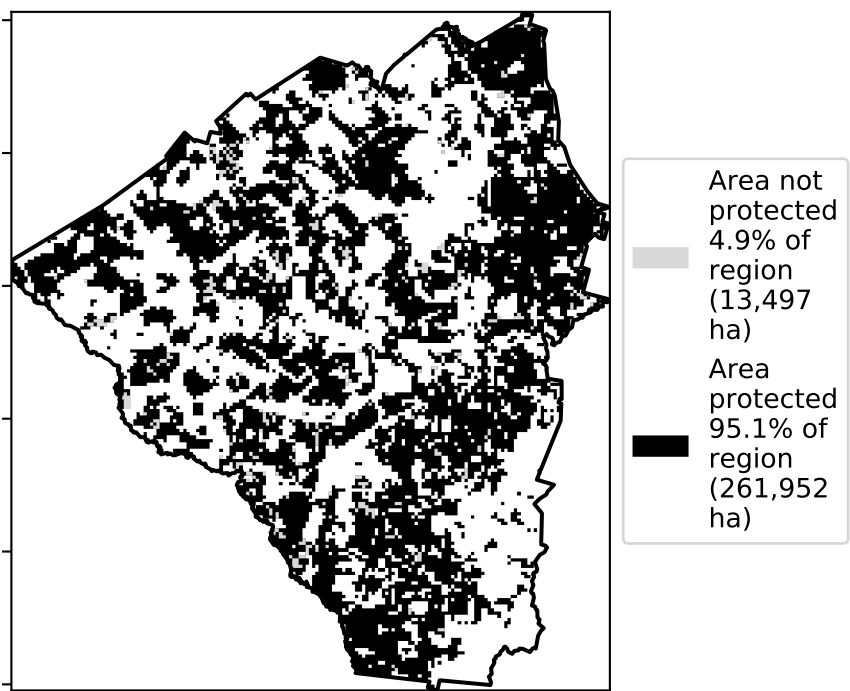 Area not
protected
4.9% of
region
(13,497
ha)
Area
protected
95.1% of
region
(261,952
ha)